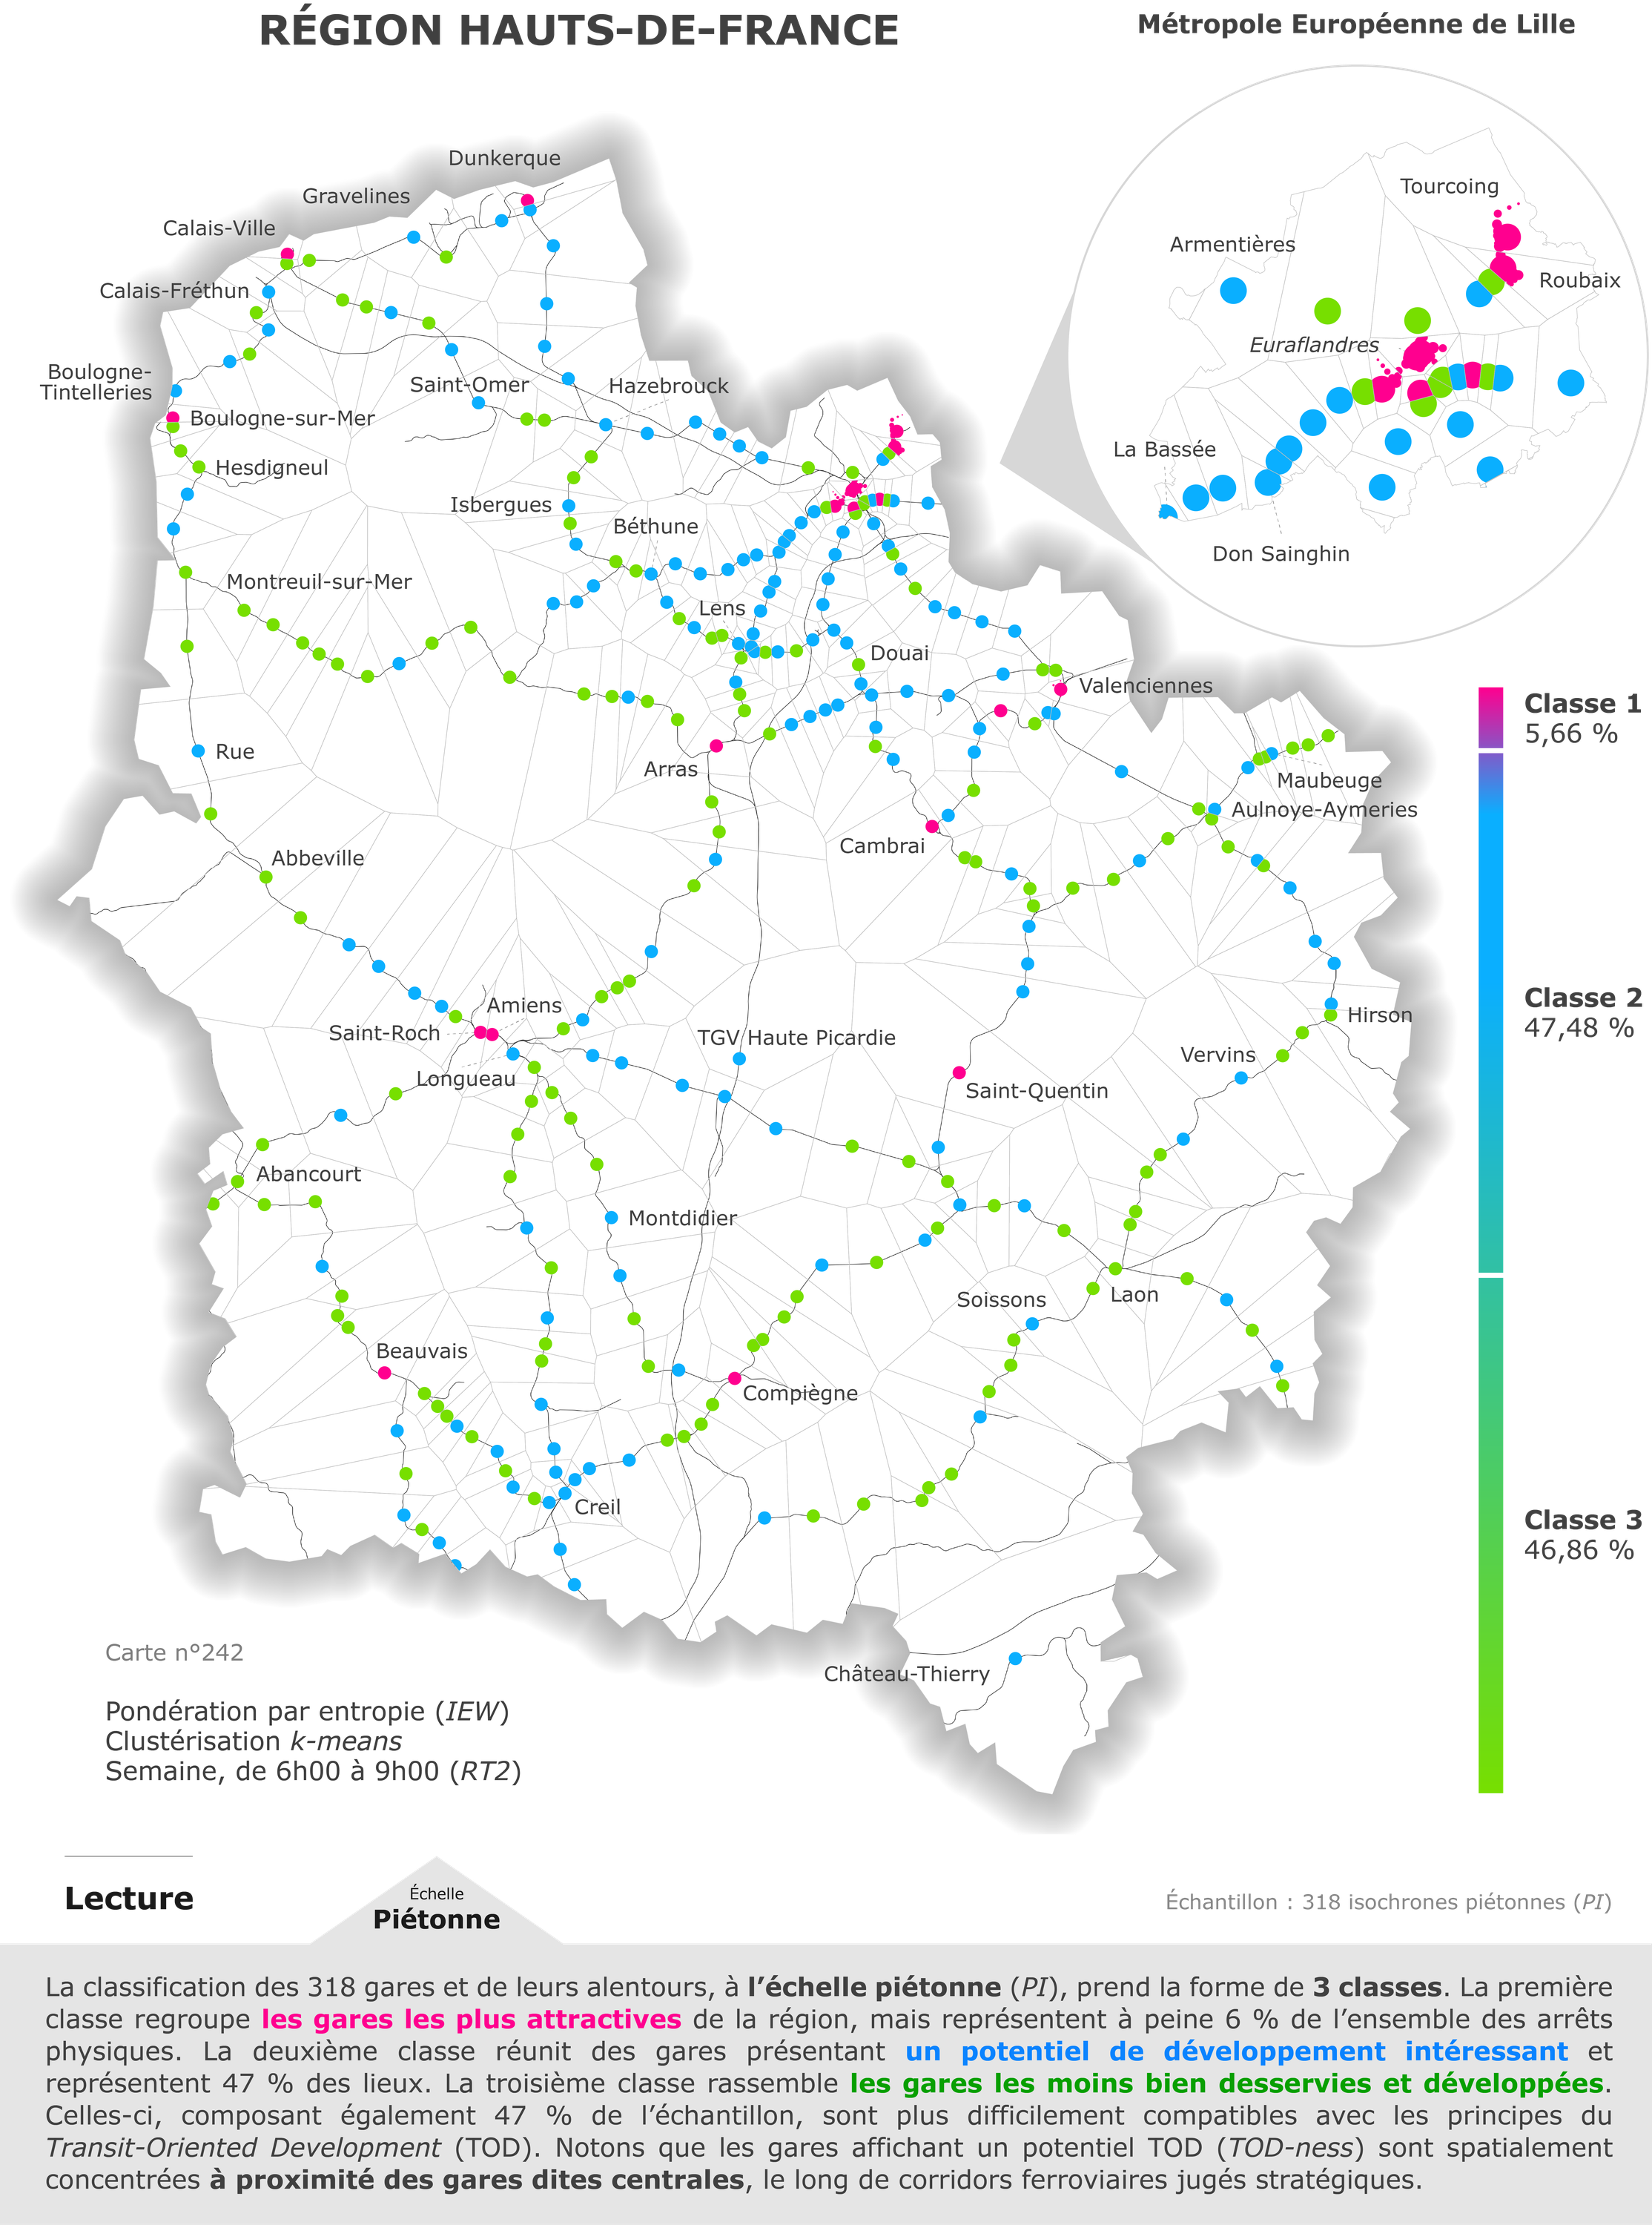 RÉGION HAUTS-DE-FRANCE
Métropole Européenne de Lille
Dunkerque
Gravelines
Calais-Ville
Calais-Fréthun
Boulogne-
Tintelleries
Boulogne-sur-Mer
Hesdigneul
Saint-Omer
Hazebrouck
Isbergues
Béthune
Montreuil-sur-Mer
Lens
Douai
Valenciennes
Rue
Arras
Maubeuge
Aulnoye-Aymeries
Cambrai
Abbeville
Amiens
Saint-Roch
Longueau
TGV Haute Picardie
Hirson
Vervins
Saint-Quentin
Abancourt
Montdidier
Soissons
Laon
Beauvais
Compiègne
Creil
Château-Thierry
Tourcoing
Armentières
Roubaix
Euraflandres
La Bassée
Don Sainghin
Classe 1
5,66 %
Classe 2
47,48 %
Classe 3
46,86 %
Carte n°242
Pondération par entropie (IEW)
Clustérisation k-means
Semaine, de 6h00 à 9h00 (RT2)
Lecture
Échelle
Piétonne
Échantillon : 318 isochrones piétonnes (PI)
La classification des 318 gares et de leurs alentours, à l’échelle piétonne (PI), prend la forme de 3 classes. La première
classe regroupe les gares les plus attractives de la région, mais représentent à peine 6 % de l’ensemble des arrêts
physiques. La deuxième classe réunit des gares présentant un potentiel de développement intéressant et
représentent 47 % des lieux. La troisième classe rassemble les gares les moins bien desservies et développées.
Celles-ci, composant également 47 % de l’échantillon, sont plus difficilement compatibles avec les principes du
Transit-Oriented Development (TOD). Notons que les gares affichant un potentiel TOD (TOD-ness) sont spatialement
concentrées à proximité des gares dites centrales, le long de corridors ferroviaires jugés stratégiques.